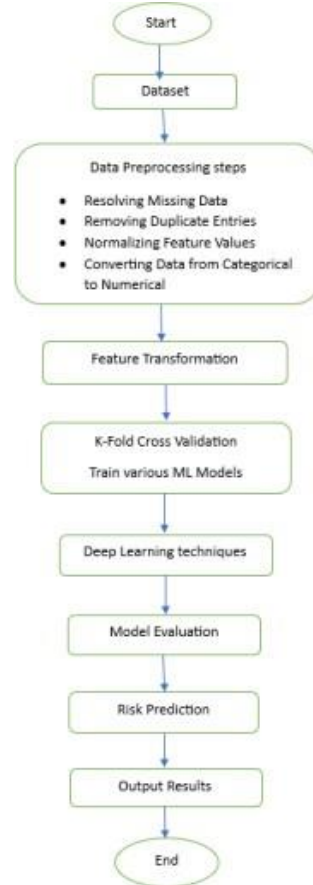 Start
Dataset
Data Preprocessing steps
• Resolving Missing Data
• Removing Duplicate Entries
• Normalizing Feature Values
• Converting Data from Categorical
to Numerical
Feature Transformation
K-Fold Cross Validation
Train various ML Models
Deep Learning techniques
Model Evaluation
Risk Prediction
Output Results
End